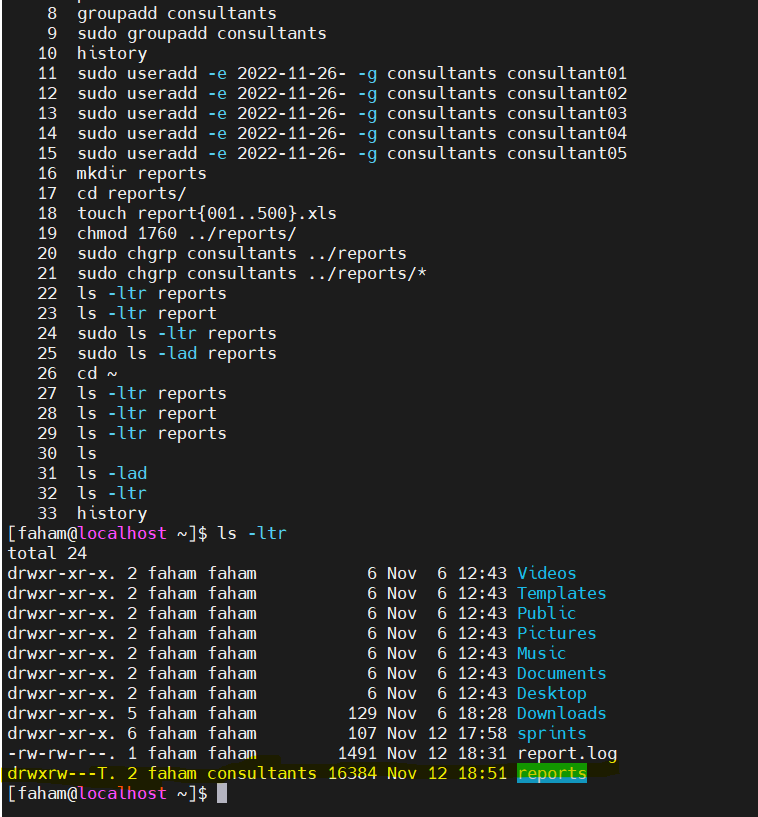 8 groupadd consultants
9 sudo groupadd consultants
10 history
11 sudo useradd -e 2022-11-26- -g consultants consultant01
12 sudo useradd -e 2022-11-26- -g consultants consultant02
13 sudo useradd -e 2022-11-26- -g consultants consultant03
14 sudo useradd -e 2022-11-26- -g consultants consultant04
15 sudo useradd -e 2022-11-26- -g consultants consultant05
16 mkdir reports
17 cd reports/
18 touch report{001..500}.xls
19 chmod 1760 ../reports/
20 sudo chgrp consultants ../reports
21 sudo chgrp consultants ../reports/*
22 ls -ltr reports
23 ls -ltr report
24 sudo ls -ltr reports
25 sudo ls -lad reports
26 cd ~
27 ls -ltr reports
28 ls -ltr report
29 ls -ltr reports
30 ls
31 ls -lad
32 ls -ltr
33 history
[faham@localhost ~]$ ls -ltr
total 24
drwxr-xr-x. 2 faham faham 6 Nov 6 12:43 Videos
drwxr-xr-x. 2 faham faham 6 Nov 6 12:43 Templates
drwxr-xr-x. 2 faham faham 6 Nov 6 12:43 Public
drwxr-xr-x. 2 faham faham 6 Nov 6 12:43 Pictures
drwxr-xr-x. 2 faham faham 6 Nov 6 12:43 Music
drwxr-xr-x. 2 faham faham 6 Nov 6 12:43 Documents
drwxr-xr-x. 2 faham faham 6 Nov 6 12:43 Desktop
drwxr-xr-x. 5 faham faham 129 Nov 6 18:28 Downloads
drwxr-xr-x. 6 faham faham 107 Nov 12 17:58 sprints
-rw-rw-r--. 1 faham faham 1491 Nov 12 18:31 report.log
drwxrw---T. 2 faham consultants 16384 Nov 12 18:51 reports
[faham@localhost ~]$